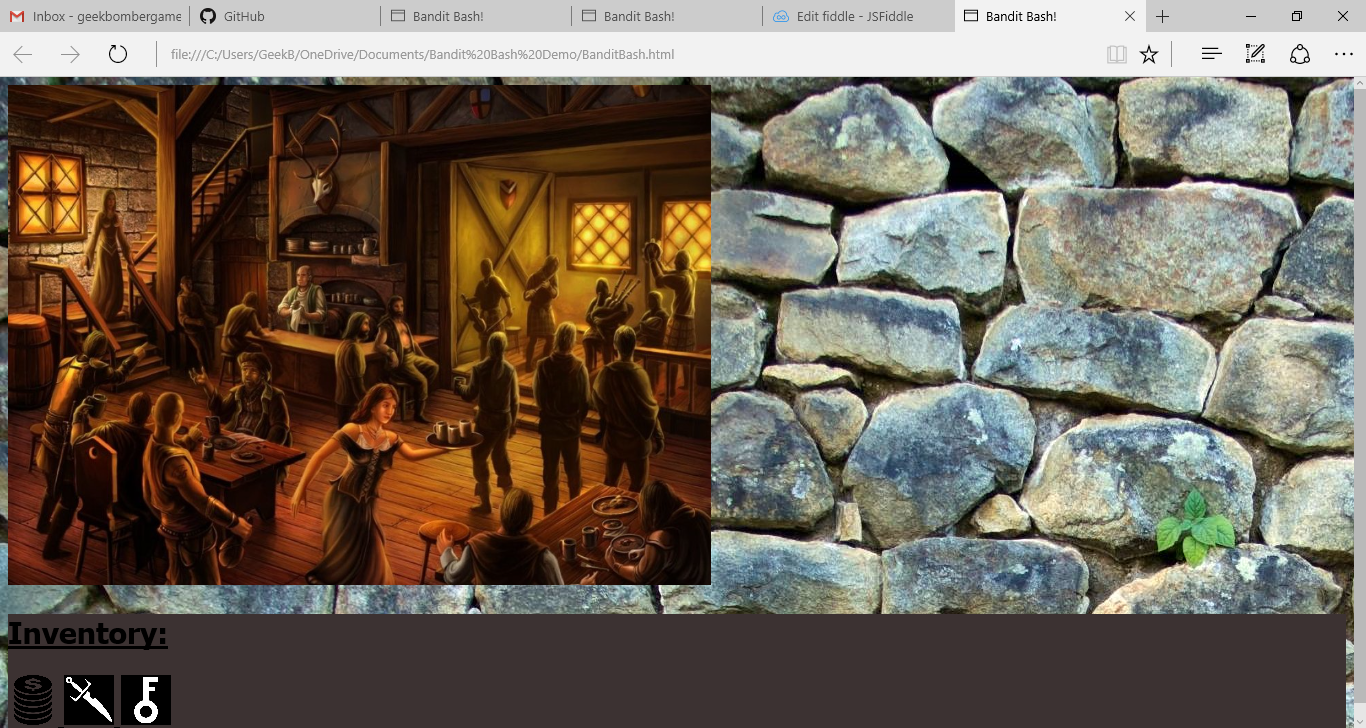 Inbox - geekbombergame
GitHub
Bandit Bash!
Bandit Bash!
Edit fiddle - JSFiddle
Bandit Bash!
file:///C:/Users/GeekB/OneDrive/Documents/Bandit%20Bash%20Demo/BanditBash.html
Inventory:
$